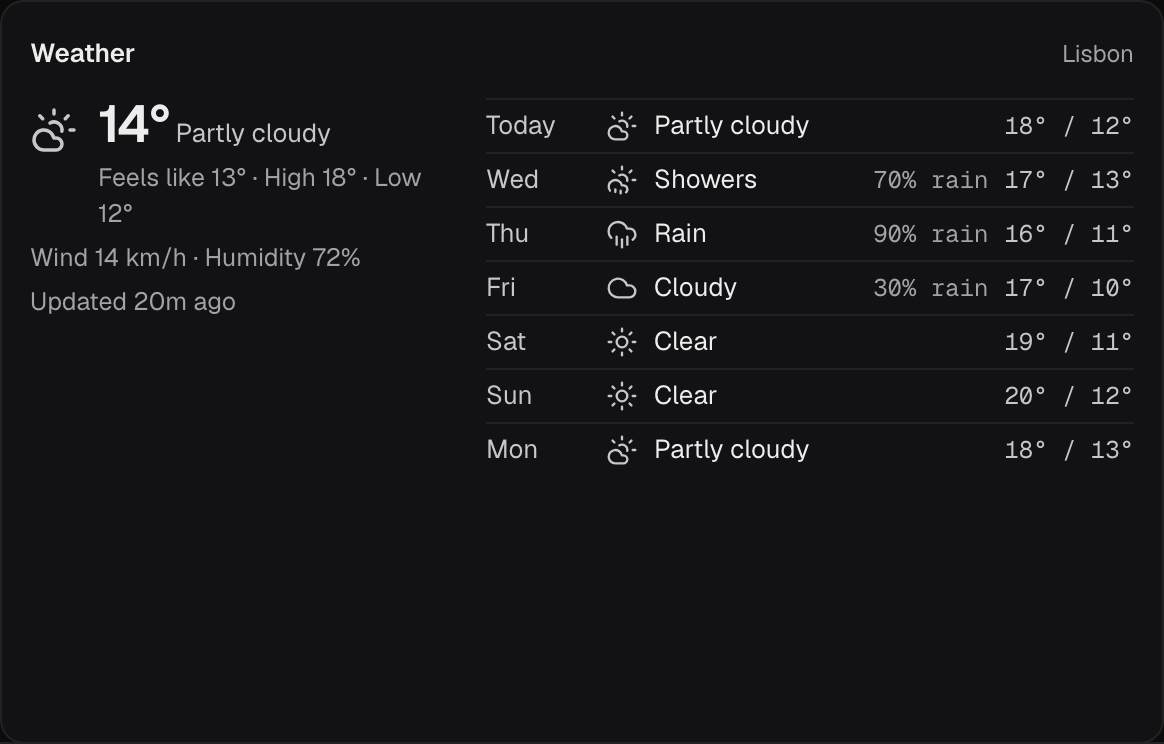 Weather
Lisbon
14° Partly cloudy
Feels like 13° · High 18° · Low
12°
Wind 14 km/h · Humidity 72%
Updated 20m ago
Today Partly cloudy 18° / 12°
Wed Showers 70% rain 17° / 13°
Thu Rain 90% rain 16° / 11°
Fri Cloudy 30% rain 17° / 10°
Sat Clear 19° / 11°
Sun Clear 20° / 12°
Mon Partly cloudy 18° / 13°